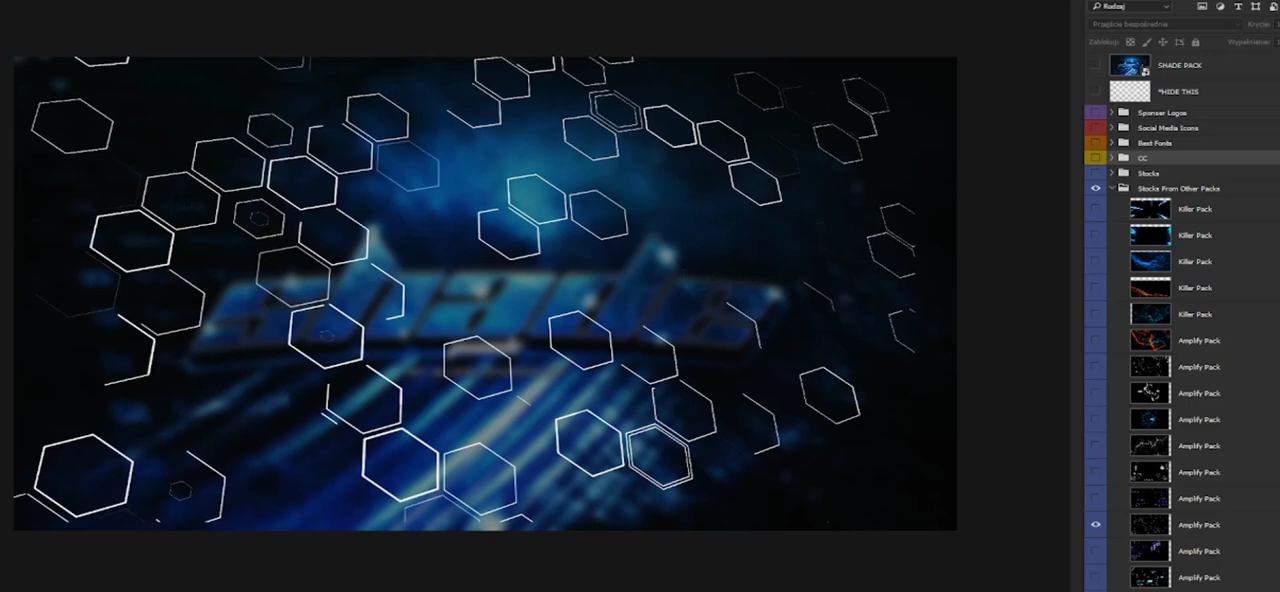 shade
Rodzaj
Przejście bezpośrednie
Krycie:
Zablokuj:
Wypełnienie:
SHADE PACK
*HIDE THIS
Sponser Logos
Social Media Icons
Best Fonts
CC
Stocks
Stocks From Other Packs
Killer Pack
Killer Pack
Killer Pack
Killer Pack
Killer Pack
Amplify Pack
Amplify Pack
Amplify Pack
Amplify Pack
Amplify Pack
Amplify Pack
Amplify Pack
Amplify Pack
Amplify Pack
Amplify Pack